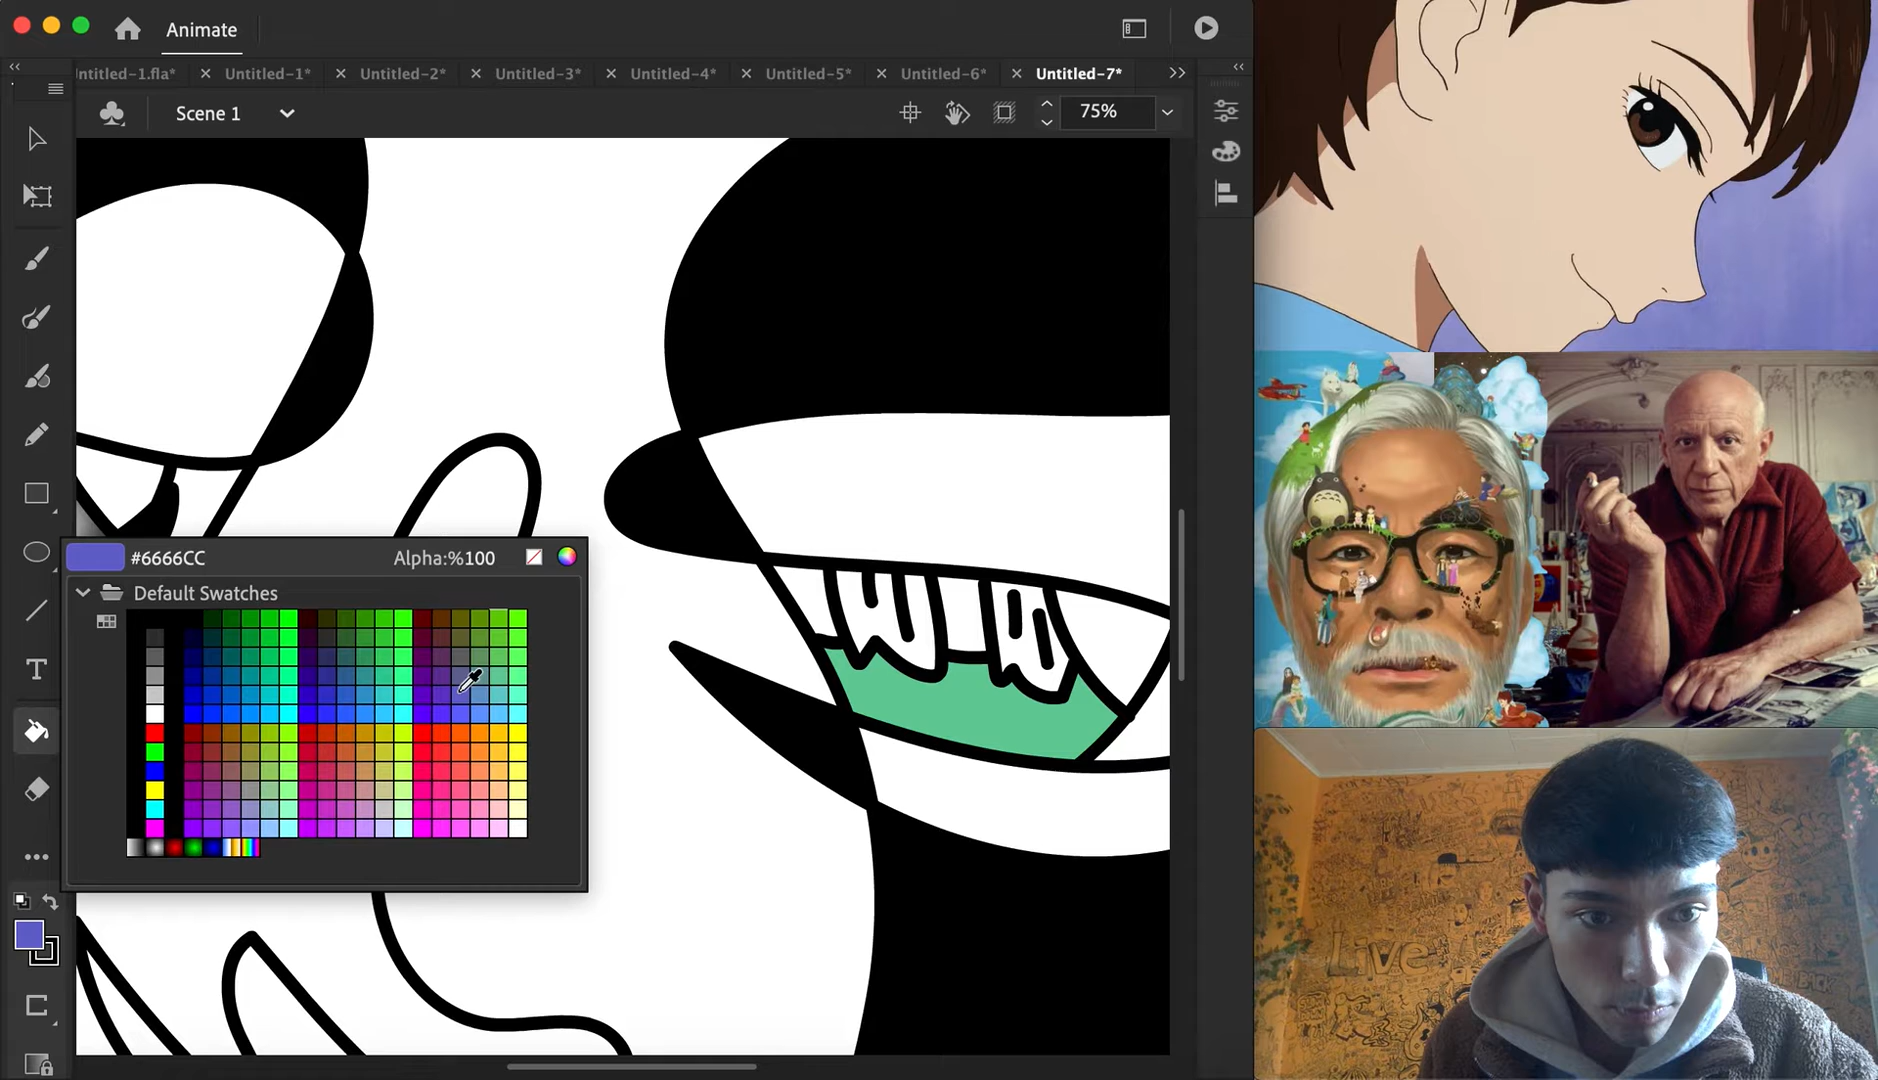 Animate
ntitled-1.fla*
Untitled-1*
Untitled-2*
Untitled-3*
Untitled-4*
Untitled-5*
Untitled-6*
Untitled-7*
Scene 1
75%
#6666CC
Alpha:%100
Default Swatches
T
Live